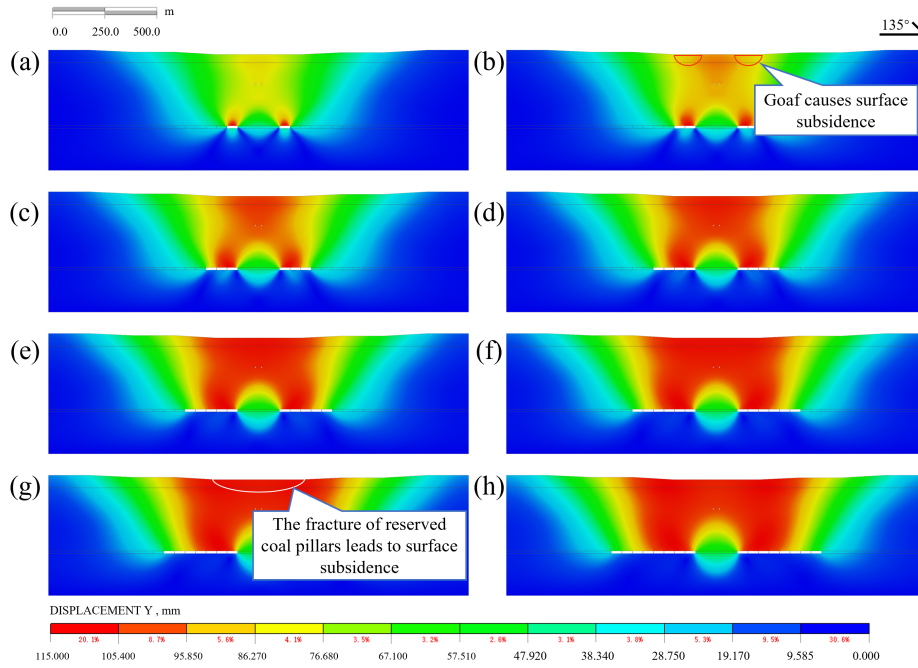 m
0.0 250.0 500.0
135°
(a)
(b)
Goaf causes surface
subsidence
(c)
(d)
(e)
(f)
(g)
The fracture of reserved
coal pillars leads to surface
subsidence
(h)
DISPLACEMENT Y , mm
20.1% 8.7% 5.6% 4.1% 3.5% 3.2% 2.6% 3.1% 3.8% 5.3% 9.5% 30.6%
115.000 105.400 95.850 86.270 76.680 67.100 57.510 47.920 38.340 28.750 19.170 9.585 0.000